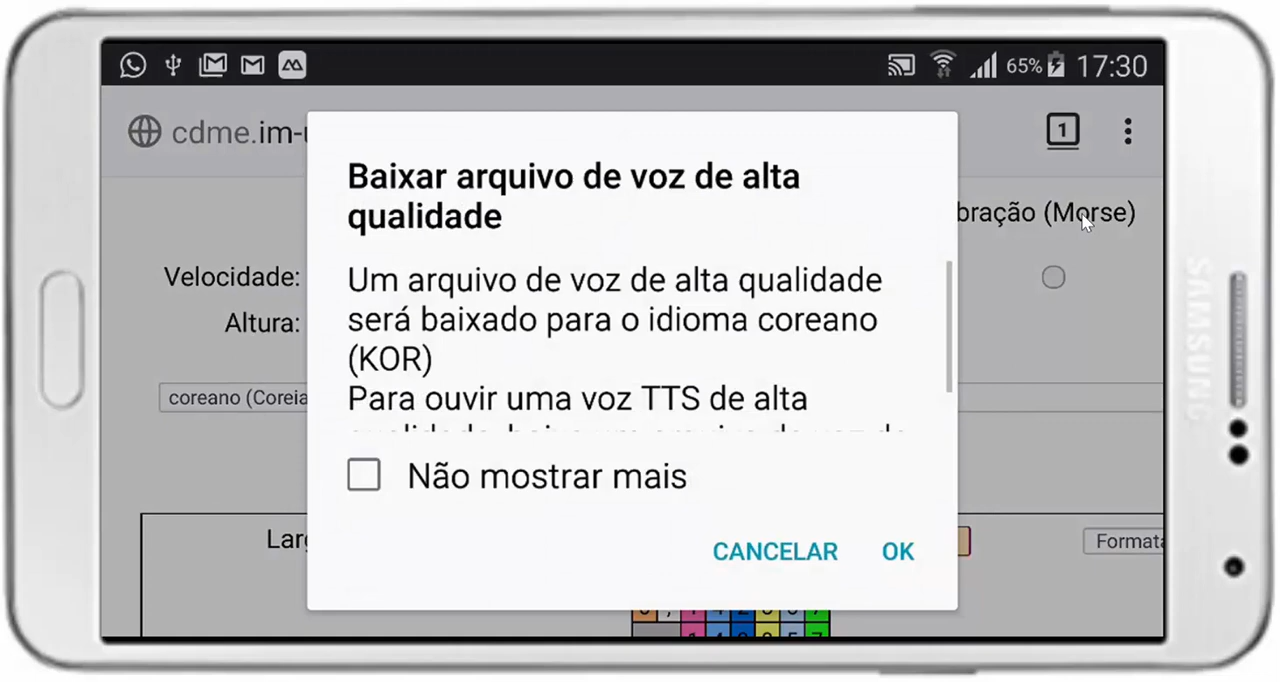 65% 17:30
cdme.im-u
1
Baixar arquivo de voz de alta
qualidade
bração (Morse)
Velocidade:
Um arquivo de voz de alta qualidade
será baixado para o idioma coreano
(KOR)
Altura:
Para ouvir uma voz TTS de alta
coreano (Coreia
Não mostrar mais
Larg
Formata
CANCELAR OK
SAMSUNG